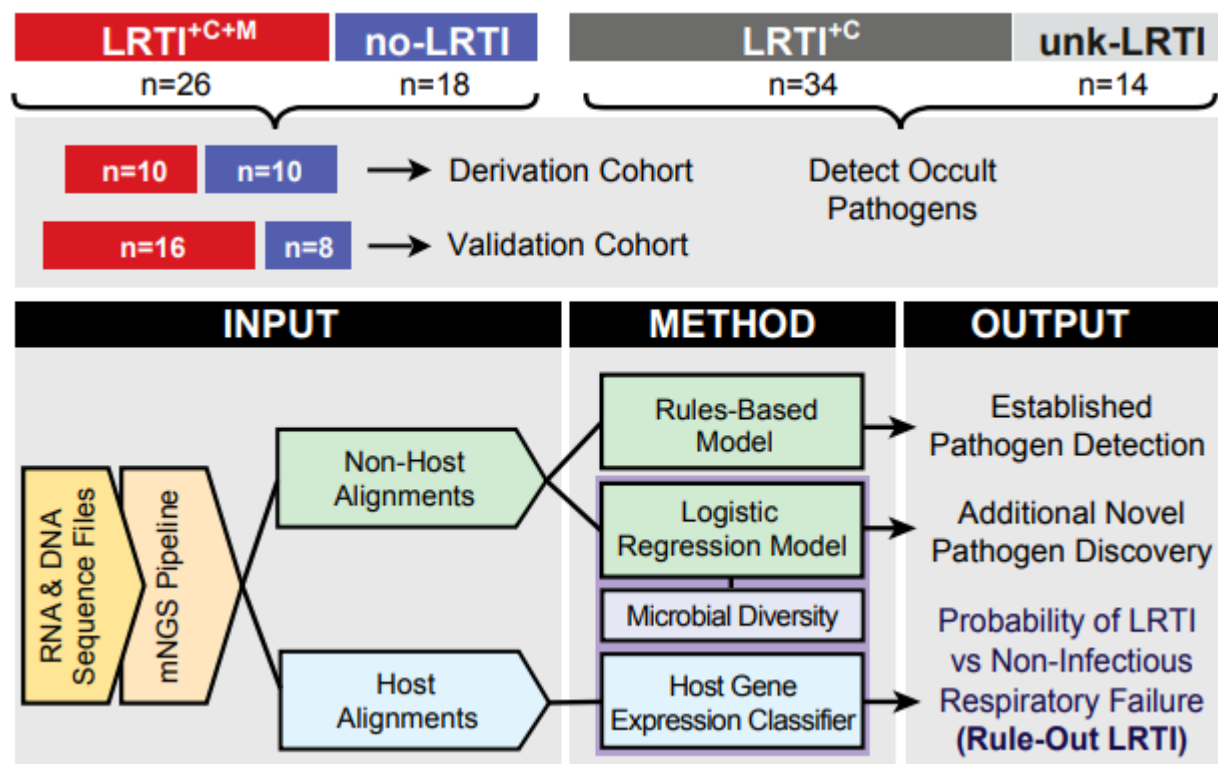 LRTI+C+M no-LRTI LRTI+C unk-LRTI
n=26 n=18 n=34 n=14
n=10 n=10 Derivation Cohort
n=16 n=8 Validation Cohort
Detect Occult
Pathogens
INPUT METHOD OUTPUT
RNA & DNA
Sequence Files
mNGS Pipeline
Non-Host
Alignments
Host
Alignments
Rules-Based
Model
Logistic
Regression Model
Microbial Diversity
Host Gene
Expression Classifier
Established
Pathogen Detection
Additional Novel
Pathogen Discovery
Probability of LRTI
vs Non-Infectious
Respiratory Failure
(Rule-Out LRTI)